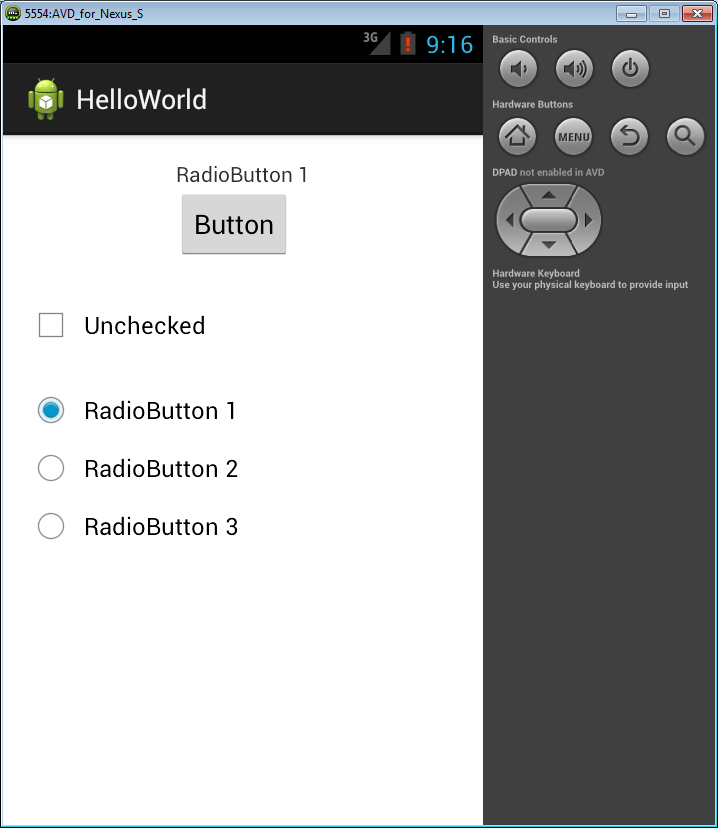 5554:AVD_for_Nexus_S
3G
9:16
HelloWorld
RadioButton 1
Button
Unchecked
RadioButton 1
RadioButton 2
RadioButton 3
Basic Controls
Hardware Buttons
MENU
DPAD not enabled in AVD
Hardware Keyboard
Use your physical keyboard to provide input